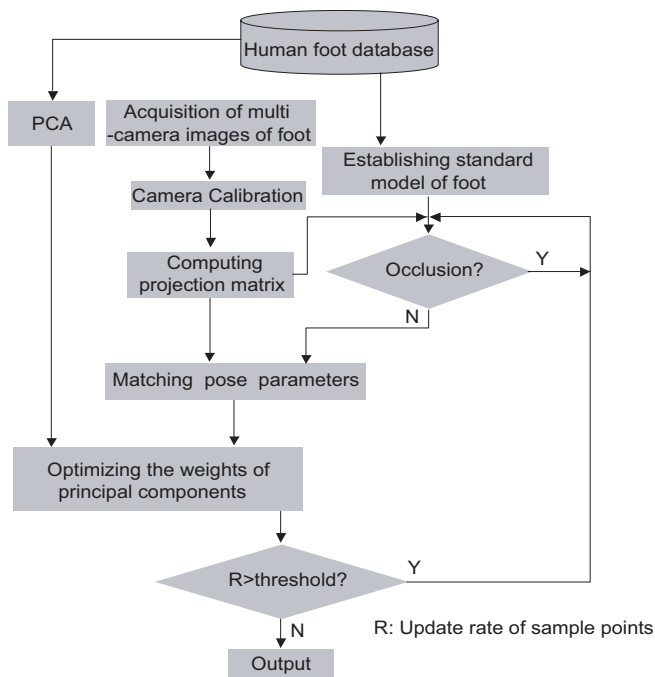 Human foot database
PCA
Acquisition of multi
-camera images of foot
Establishing standard
model of foot
Camera Calibration
Computing
projection matrix
Occlusion?
Y
N
Matching pose parameters
Optimizing the weights of
principal components
R>threshold?
Y
N
R: Update rate of sample points
Output